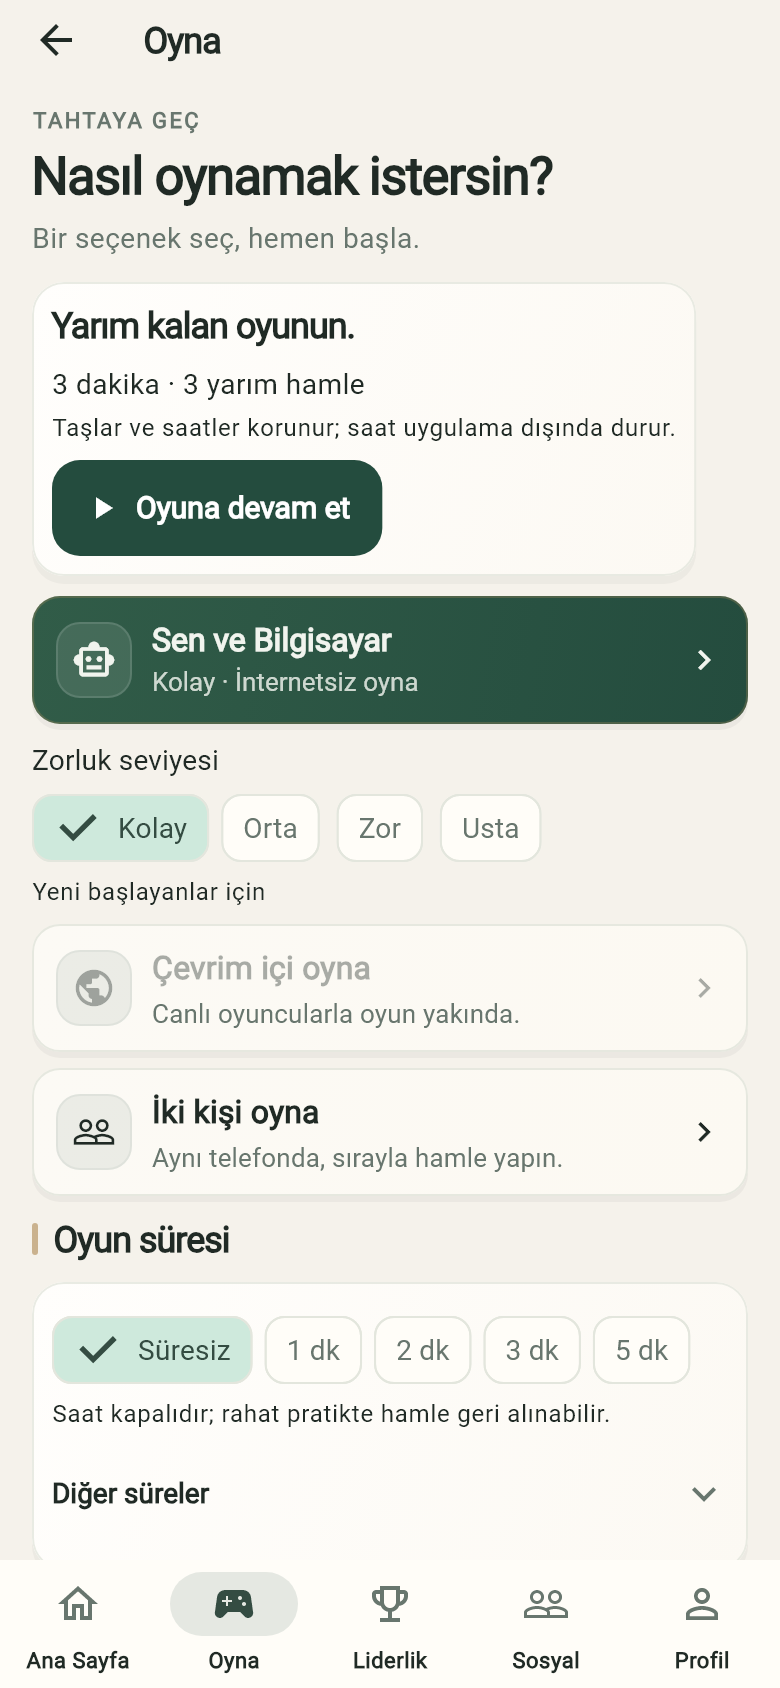 Oyna
TAHTAYA GEÇ
Nasıl oynamak istersin?
Bir seçenek seç, hemen başla.
Yarım kalan oyunun.
3 dakika · 3 yarım hamle
Taşlar ve saatler korunur; saat uygulama dışında durur.
Oyuna devam et
Sen ve Bilgisayar
Kolay · İnternetsiz oyna
Zorluk seviyesi
Kolay Orta Zor Usta
Yeni başlayanlar için
Çevrim içi oyna
Canlı oyuncularla oyun yakında.
İki kişi oyna
Aynı telefonda, sırayla hamle yapın.
Oyun süresi
Süresiz 1 dk 2 dk 3 dk 5 dk
Saat kapalıdır; rahat pratikte hamle geri alınabilir.
Diğer süreler
Ana Sayfa Oyna Liderlik Sosyal Profil